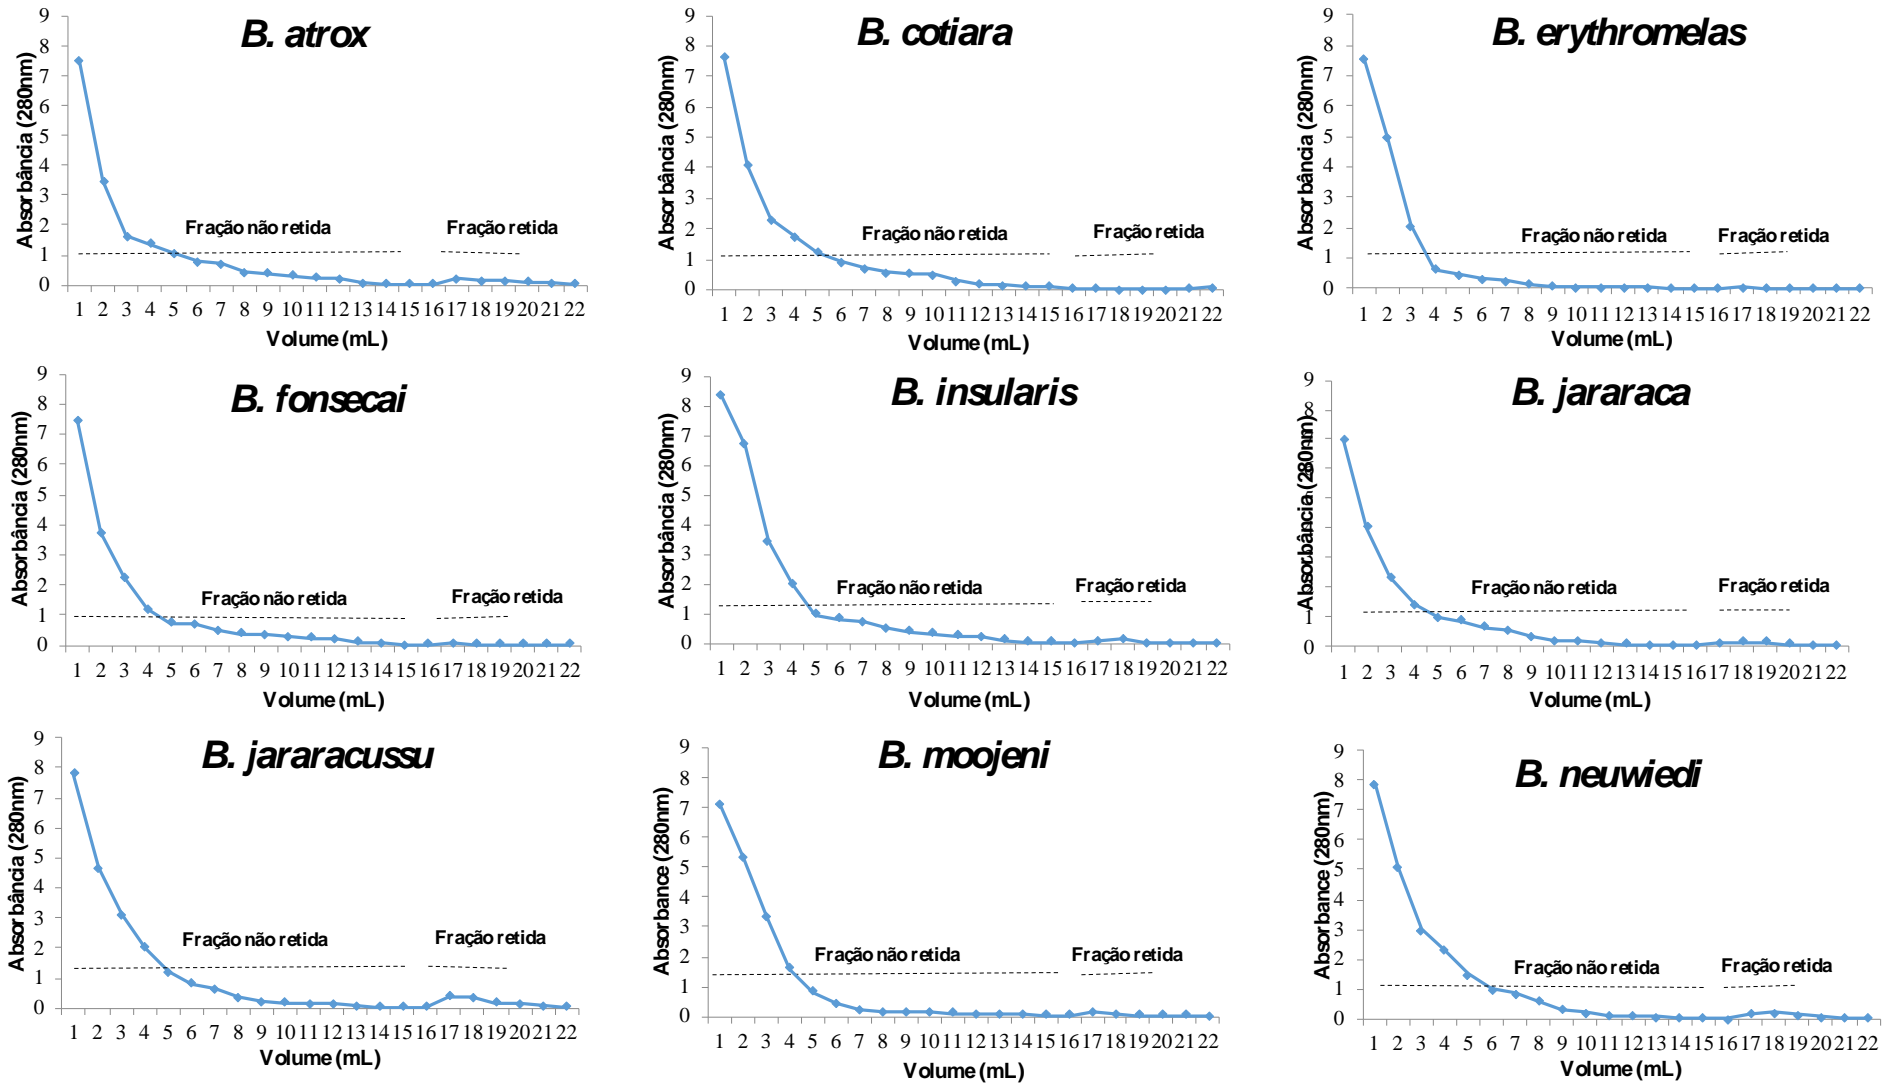 B. atrox
Absorbância (280nm)
9
8
7
6
5
4
3
2
1
0
Fração não retida
Fração retida
1 2 3 4 5 6 7 8 9 10 11 12 13 14 15 16 17 18 19 20 21 22
Volume (mL)
B. cotiara
Absorbância (280nm)
9
8
7
6
5
4
3
2
1
0
Fração não retida
Fração retida
1 2 3 4 5 6 7 8 9 10 11 12 13 14 15 16 17 18 19 20 21 22
Volume (mL)
B. erythromelas
Absorbância (280nm)
9
8
7
6
5
4
3
2
1
0
Fração não retida
Fração retida
1 2 3 4 5 6 7 8 9 10 11 12 13 14 15 16 17 18 19 20 21 22
Volume (mL)
B. fonsecai
Absorbância (280nm)
9
8
7
6
5
4
3
2
1
0
Fração não retida
Fração retida
1 2 3 4 5 6 7 8 9 10 11 12 13 14 15 16 17 18 19 20 21 22
Volume (mL)
B. insularis
Absorbância (280nm)
9
8
7
6
5
4
3
2
1
0
Fração não retida
Fração retida
1 2 3 4 5 6 7 8 9 10 11 12 13 14 15 16 17 18 19 20 21 22
Volume (mL)
B. jararaca
Absorbância (280nm)
9
8
1
0
Fração não retida
Fração retida
1 2 3 4 5 6 7 8 9 10 11 12 13 14 15 16 17 18 19 20 21 22
Volume (mL)
B. jararacussu
Absorbância (280nm)
9
8
7
6
5
4
3
2
1
0
Fração não retida
Fração retida
1 2 3 4 5 6 7 8 9 10 11 12 13 14 15 16 17 18 19 20 21 22
Volume (mL)
B. moojeni
Absorbance (280nm)
9
8
7
6
5
4
3
2
1
0
Fração não retida
Fração retida
1 2 3 4 5 6 7 8 9 10 11 12 13 14 15 16 17 18 19 20 21 22
Volume (mL)
B. neuwiedi
Absorbance (280nm)
9
8
7
6
5
4
3
2
1
0
Fração não retida
Fração retida
1 2 3 4 5 6 7 8 9 10 11 12 13 14 15 16 17 18 19 20 21 22
Volume (mL)